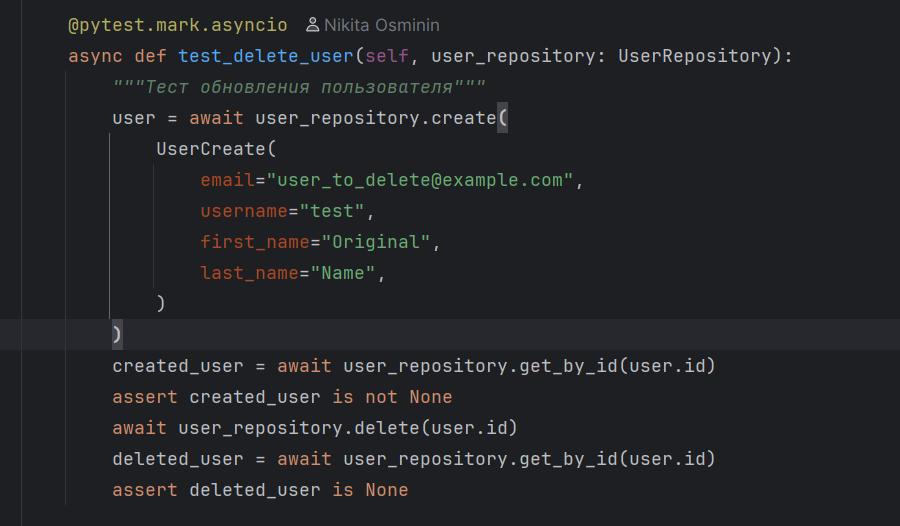 @pytest.mark.asyncio Nikita Osminin
async def test_delete_user(self, user_repository: UserRepository):
"""Тест обновления пользователя"""
user = await user_repository.create(
UserCreate(
email="user_to_delete@example.com",
username="test",
first_name="Original",
last_name="Name",
)
)
created_user = await user_repository.get_by_id(user.id)
assert created_user is not None
await user_repository.delete(user.id)
deleted_user = await user_repository.get_by_id(user.id)
assert deleted_user is None